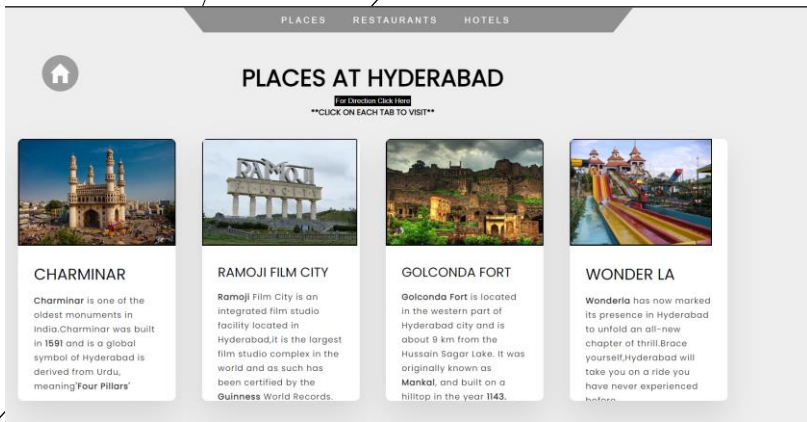 PLACES RESTAURANTS HOTELS
PLACES AT HYDERABAD
For Direction Click Here
**CLICK ON EACH TAB TO VISIT**
RAMOJI
FILM CITY
CHARMINAR
Charminar is one of the
oldest monuments in
India.Charminar was built
in 1591 and is a global
symbol of Hyderabad is
derived from Urdu,
meaning'Four Pillars'
RAMOJI FILM CITY
Ramoji Film City is an
integrated film studio
facility located in
Hyderabad,it is the largest
film studio complex in the
world and as such has
been certified by the
Guinness World Records.
GOLCONDA FORT
Golconda Fort is located
in the western part of
Hyderabad city and is
about 9 km from the
Hussain Sagar Lake. It was
originally known as
Mankal, and built on a
hilltop in the year 1143.
WONDER LA
Wonderla has now marked
its presence in Hyderabad
to unfold an all-new
chapter of thrill.Brace
yourself,Hyderabad will
take you on a ride you
have never experienced
before